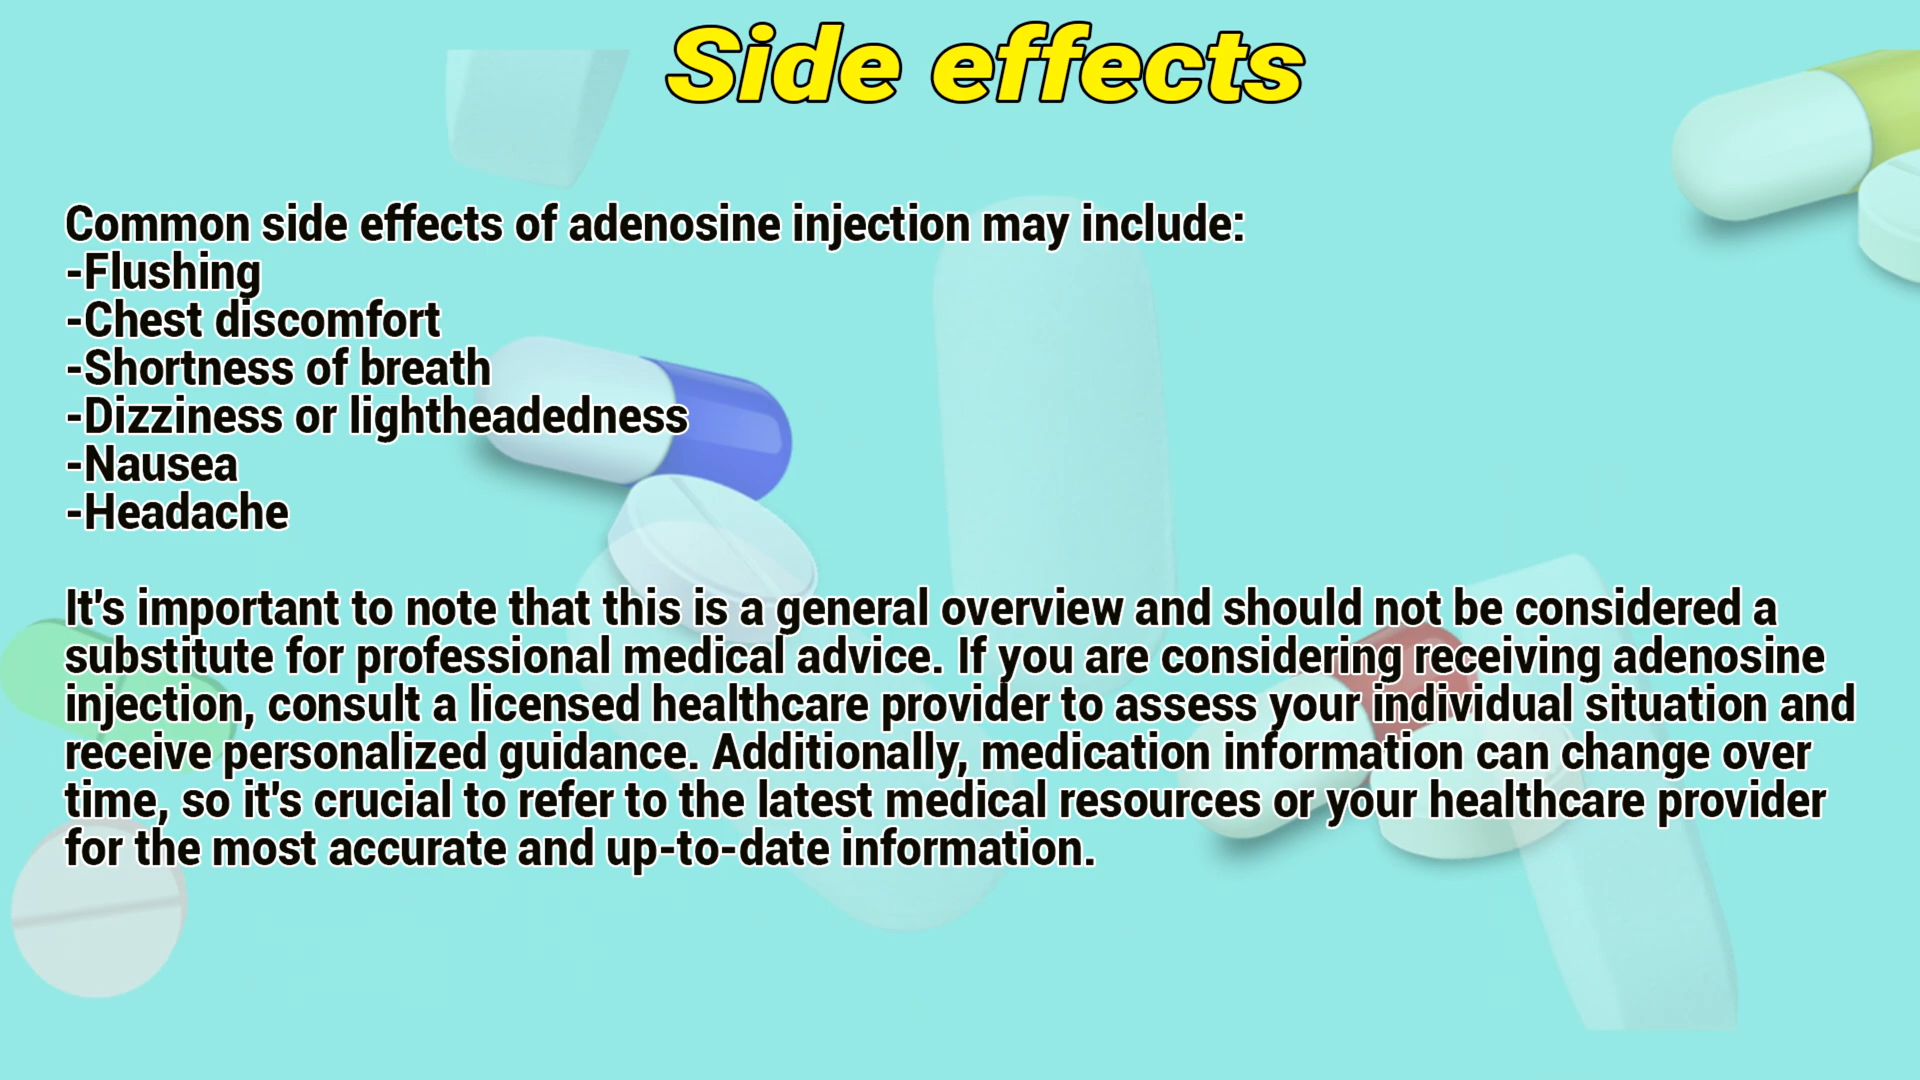 Side effects
Common side effects of adenosine injection may include:
-Flushing
-Chest discomfort
-Shortness of breath
-Dizziness or lightheadedness
-Nausea
-Headache
It's important to note that this is a general overview and should not be considered a
substitute for professional medical advice. If you are considering receiving adenosine
injection, consult a licensed healthcare provider to assess your individual situation and
receive personalized guidance. Additionally, medication information can change over
time, so it's crucial to refer to the latest medical resources or your healthcare provider
for the most accurate and up-to-date information.